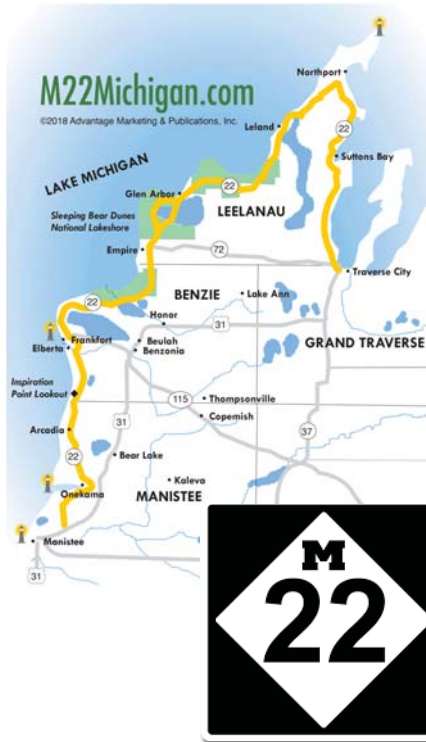 Northport
M22Michigan.com
©2018 Advantage Marketing & Publications, Inc.
Leland
22
Suttons Bay
LAKE MICHIGAN
Glen Arbor
22
LEELANAU
Sleeping Bear Dunes
National Lakeshore
Empire
72
Traverse City
BENZIE
Lake Ann
22
Honor
31
Frankfort
Elberta
Beulah
Benzonia
GRAND TRAVERSE
Inspiration
Point Lookout
115
Thompsonville
Copemish
31
Arcadia
37
22
Bear Lake
Onekama
Kaleva
MANISTEE
Manistee
31
M
22